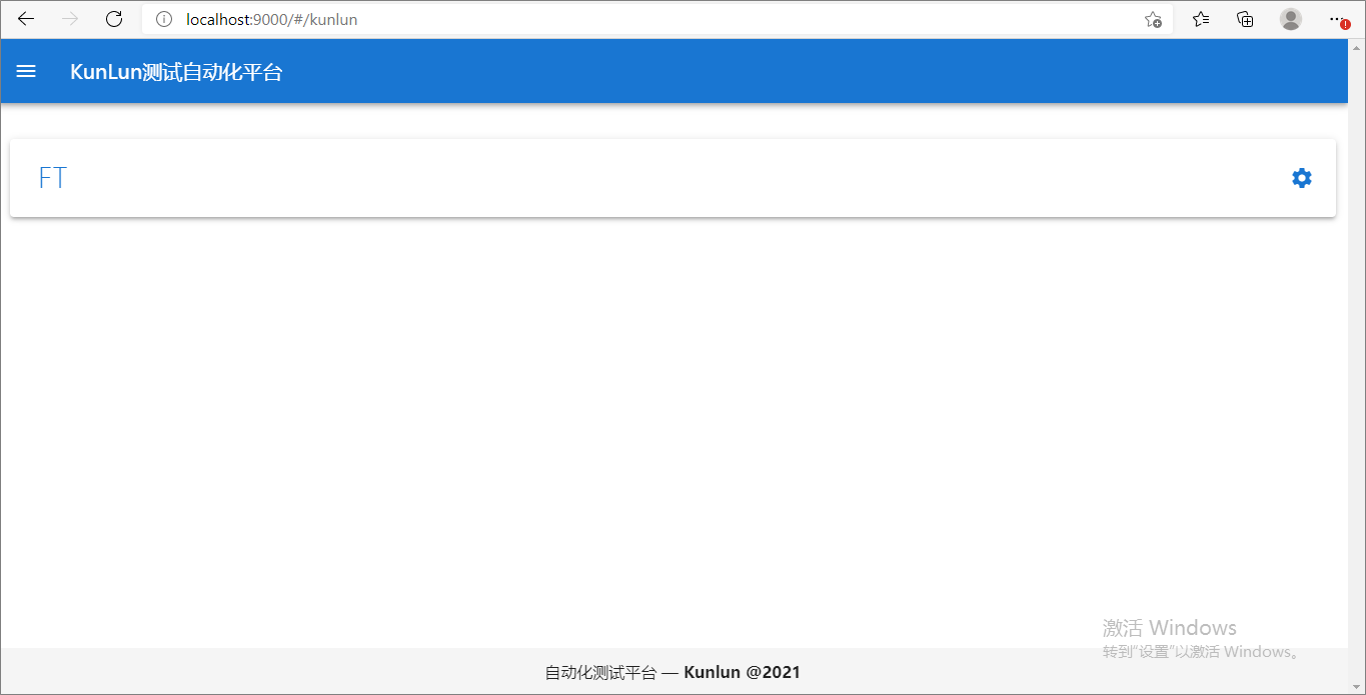 localhost:9000/#/kunlun
KunLun测试自动化平台
FT
激活 Windows
转到“设置”以激活 Windows。
自动化测试平台 — Kunlun @2021